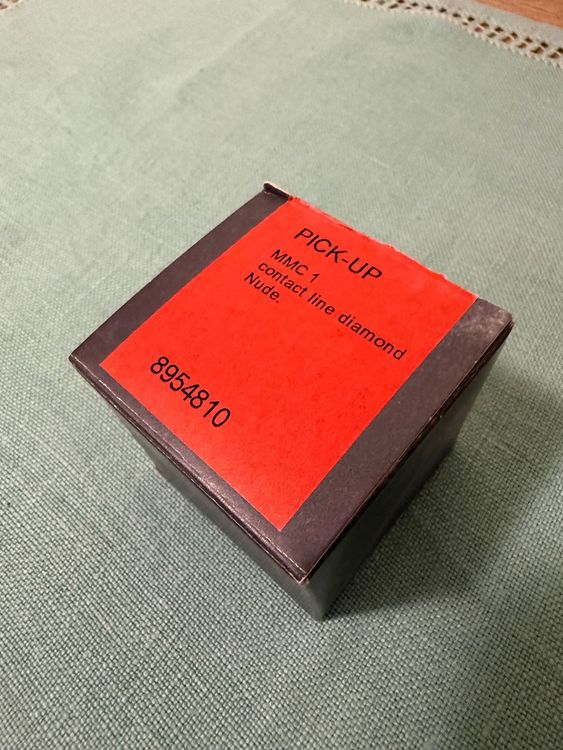 PICK-UP
MMC 1
contact line diamond
Nude.
8954810